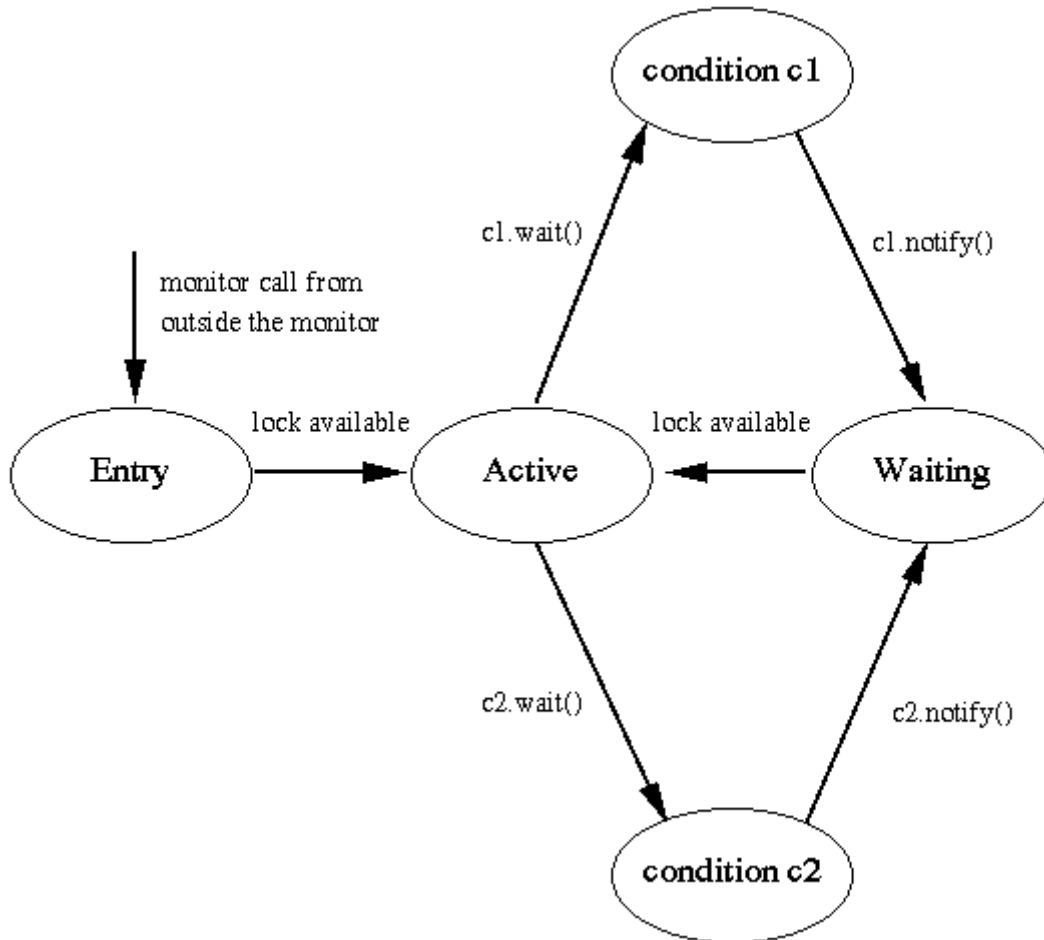 condition c1
c1.wait()
c1.notify()
monitor call from
outside the monitor
lock available
lock available
Entry
Active
Waiting
c2.wait()
c2.notify()
condition c2